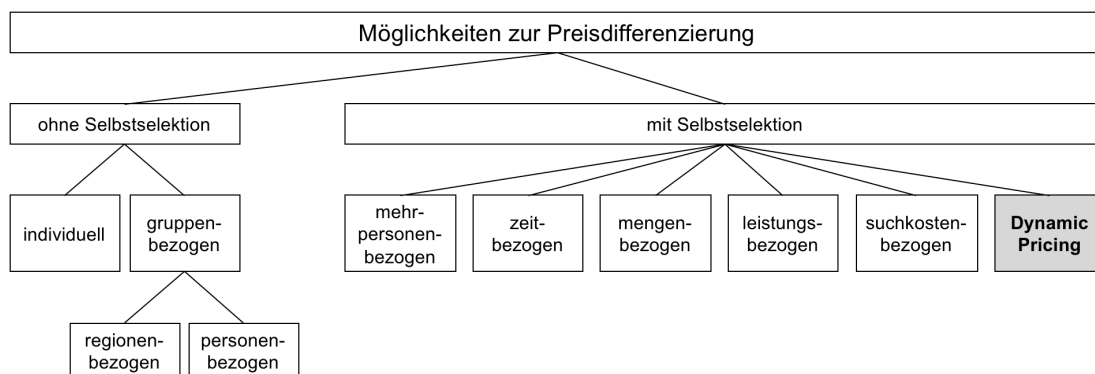 Möglichkeiten zur Preisdifferenzierung
ohne Selbstselektion
mit Selbstselektion
individuell
gruppen-
bezogen
mehr-
personen-
bezogen
zeit-
bezogen
mengen-
bezogen
leistungs-
bezogen
suchkosten-
bezogen
Dynamic
Pricing
regionen-
bezogen
personen-
bezogen